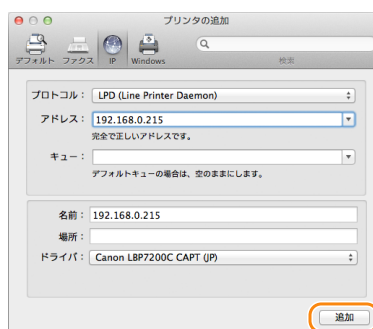 プリンタの追加
デフォルト ファクス IP Windows 検索
プロトコル： LPD (Line Printer Daemon)
アドレス： 192.168.0.215
完全で正しいアドレスです。
キュー：
デフォルトキューの場合は、空のままにします。
名前： 192.168.0.215
場所：
ドライバ： Canon LBP7200C CAPT (JP)
追加